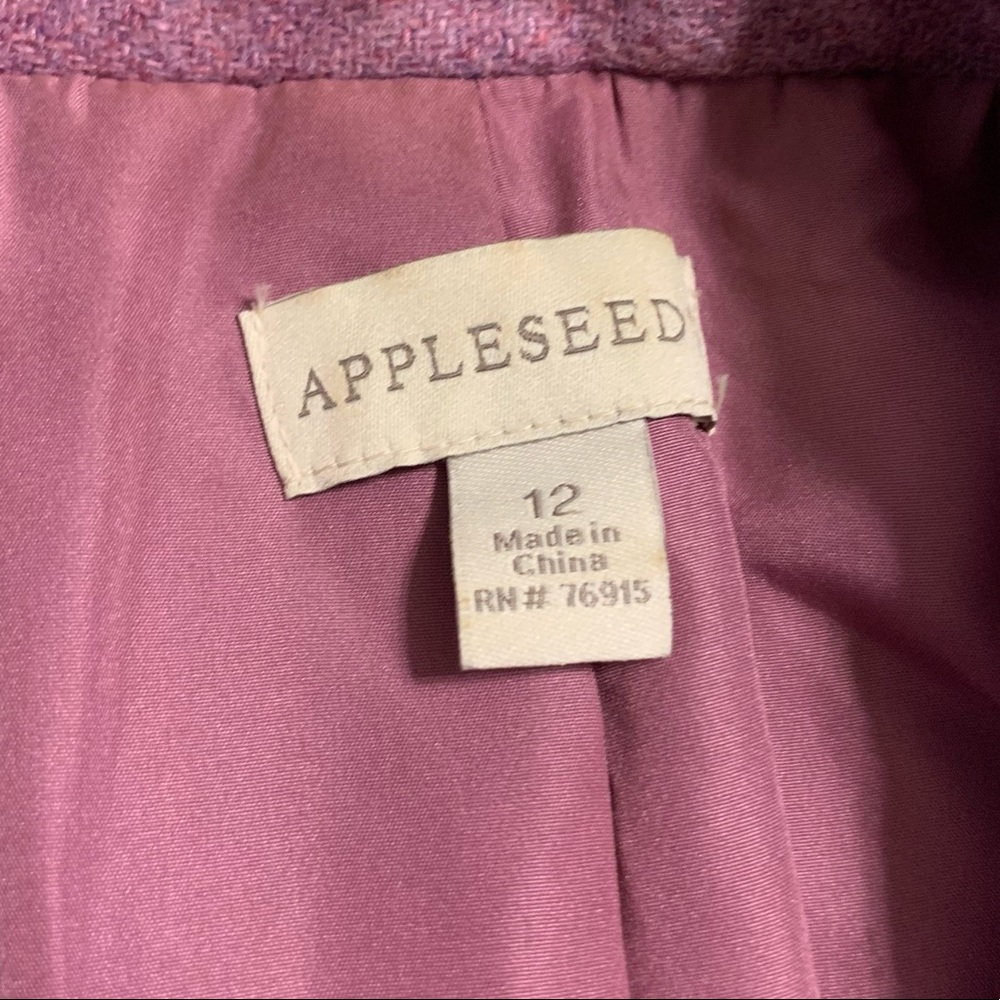 APPLESEED
12
Made in
China
RN# 76915